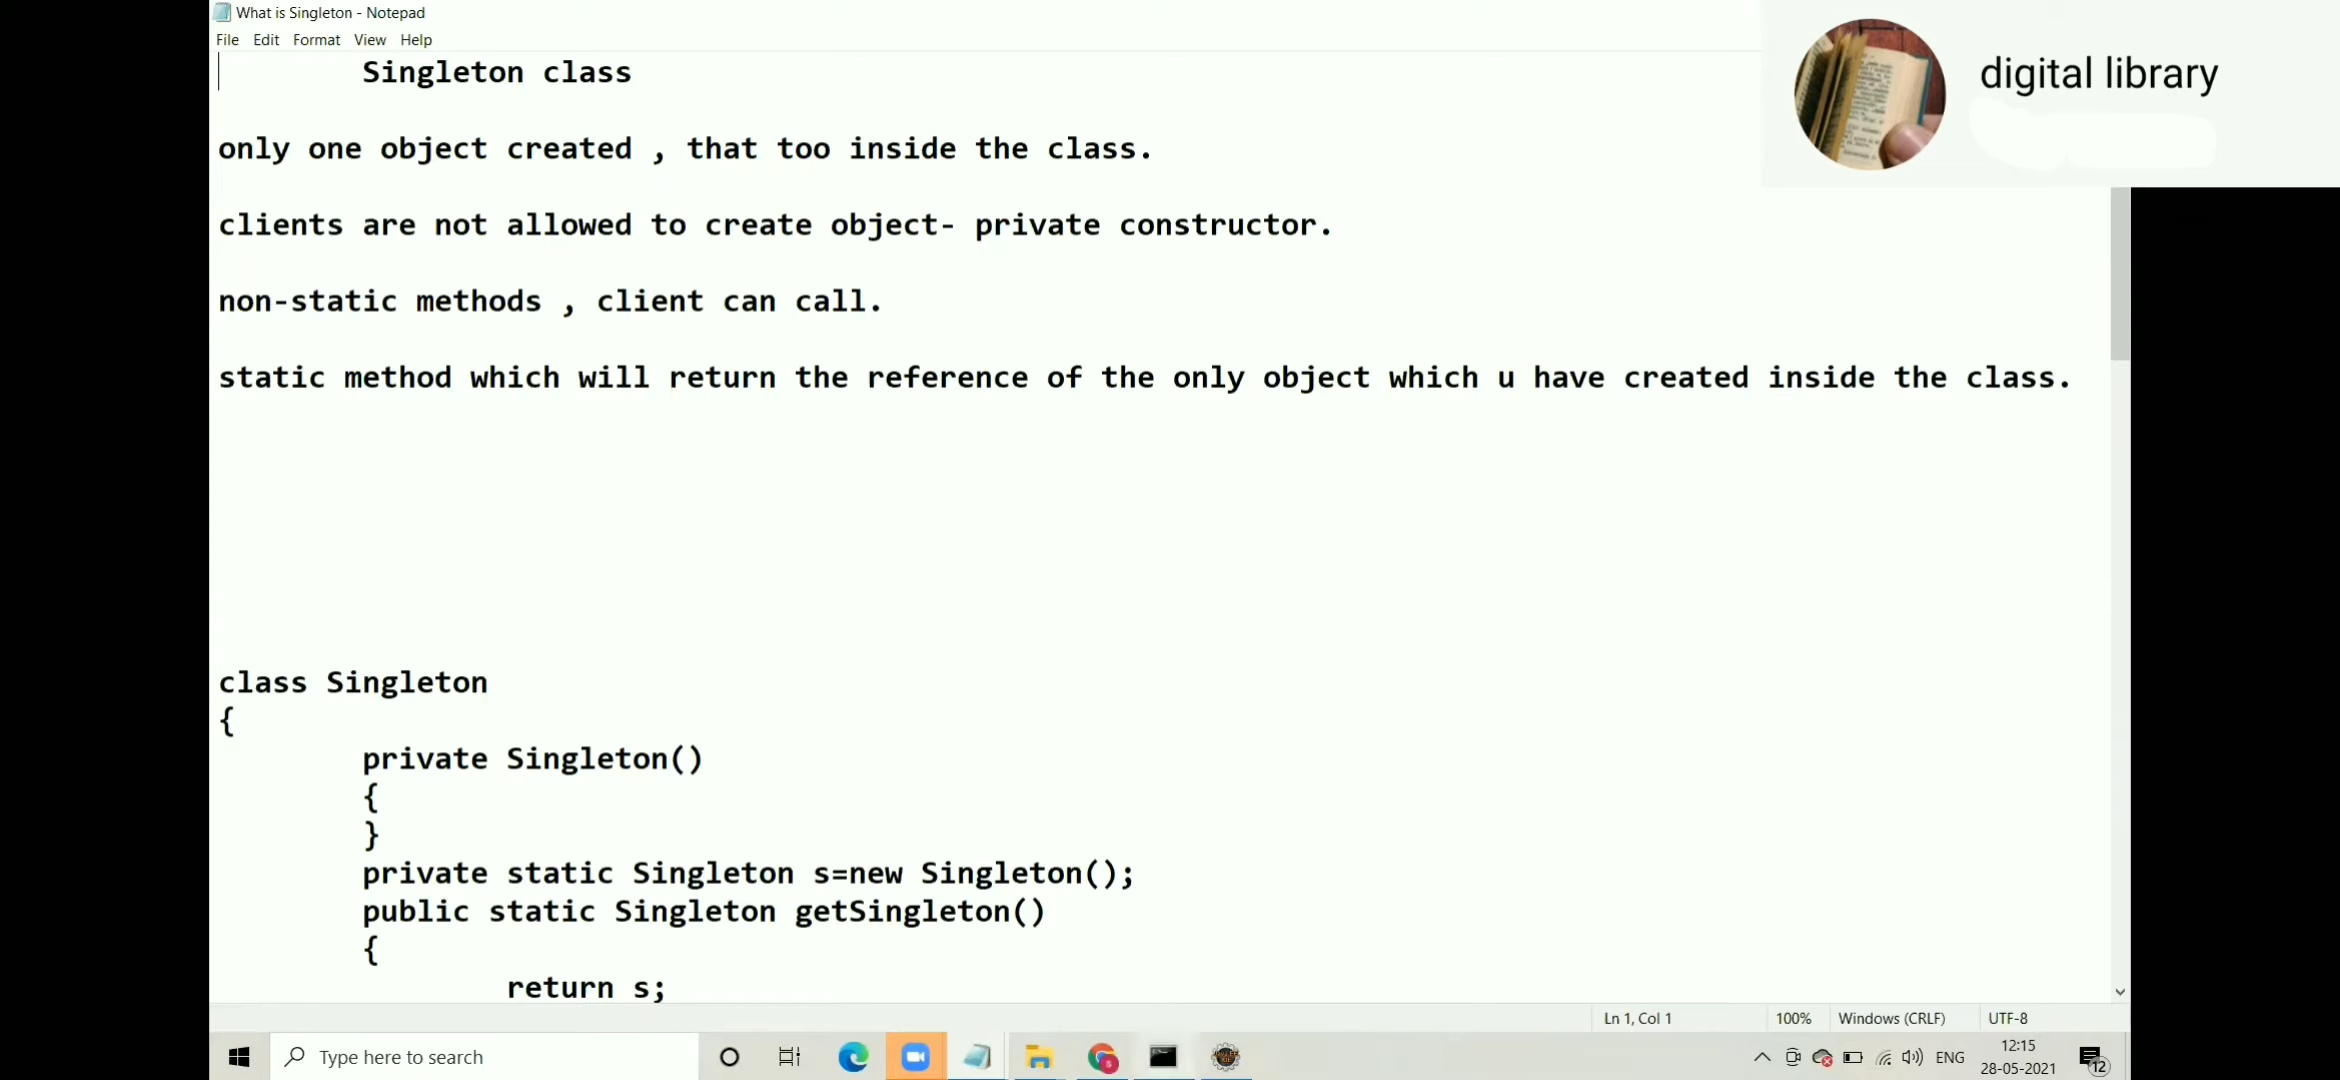 What is Singleton - Notepad
File Edit Format View Help
digital library
Singleton class
only one object created , that too inside the class.
clients are not allowed to create object- private constructor.
non-static methods , client can call.
static method which will return the reference of the only object which u have created inside the class.
class Singleton
{
private Singleton()
{
}
private static Singleton s=new Singleton();
public static Singleton getSingleton()
{
return s;
Ln 1, Col 1 100% Windows (CRLF) UTF-8
Type here to search
ENG
12:15
28-05-2021
12